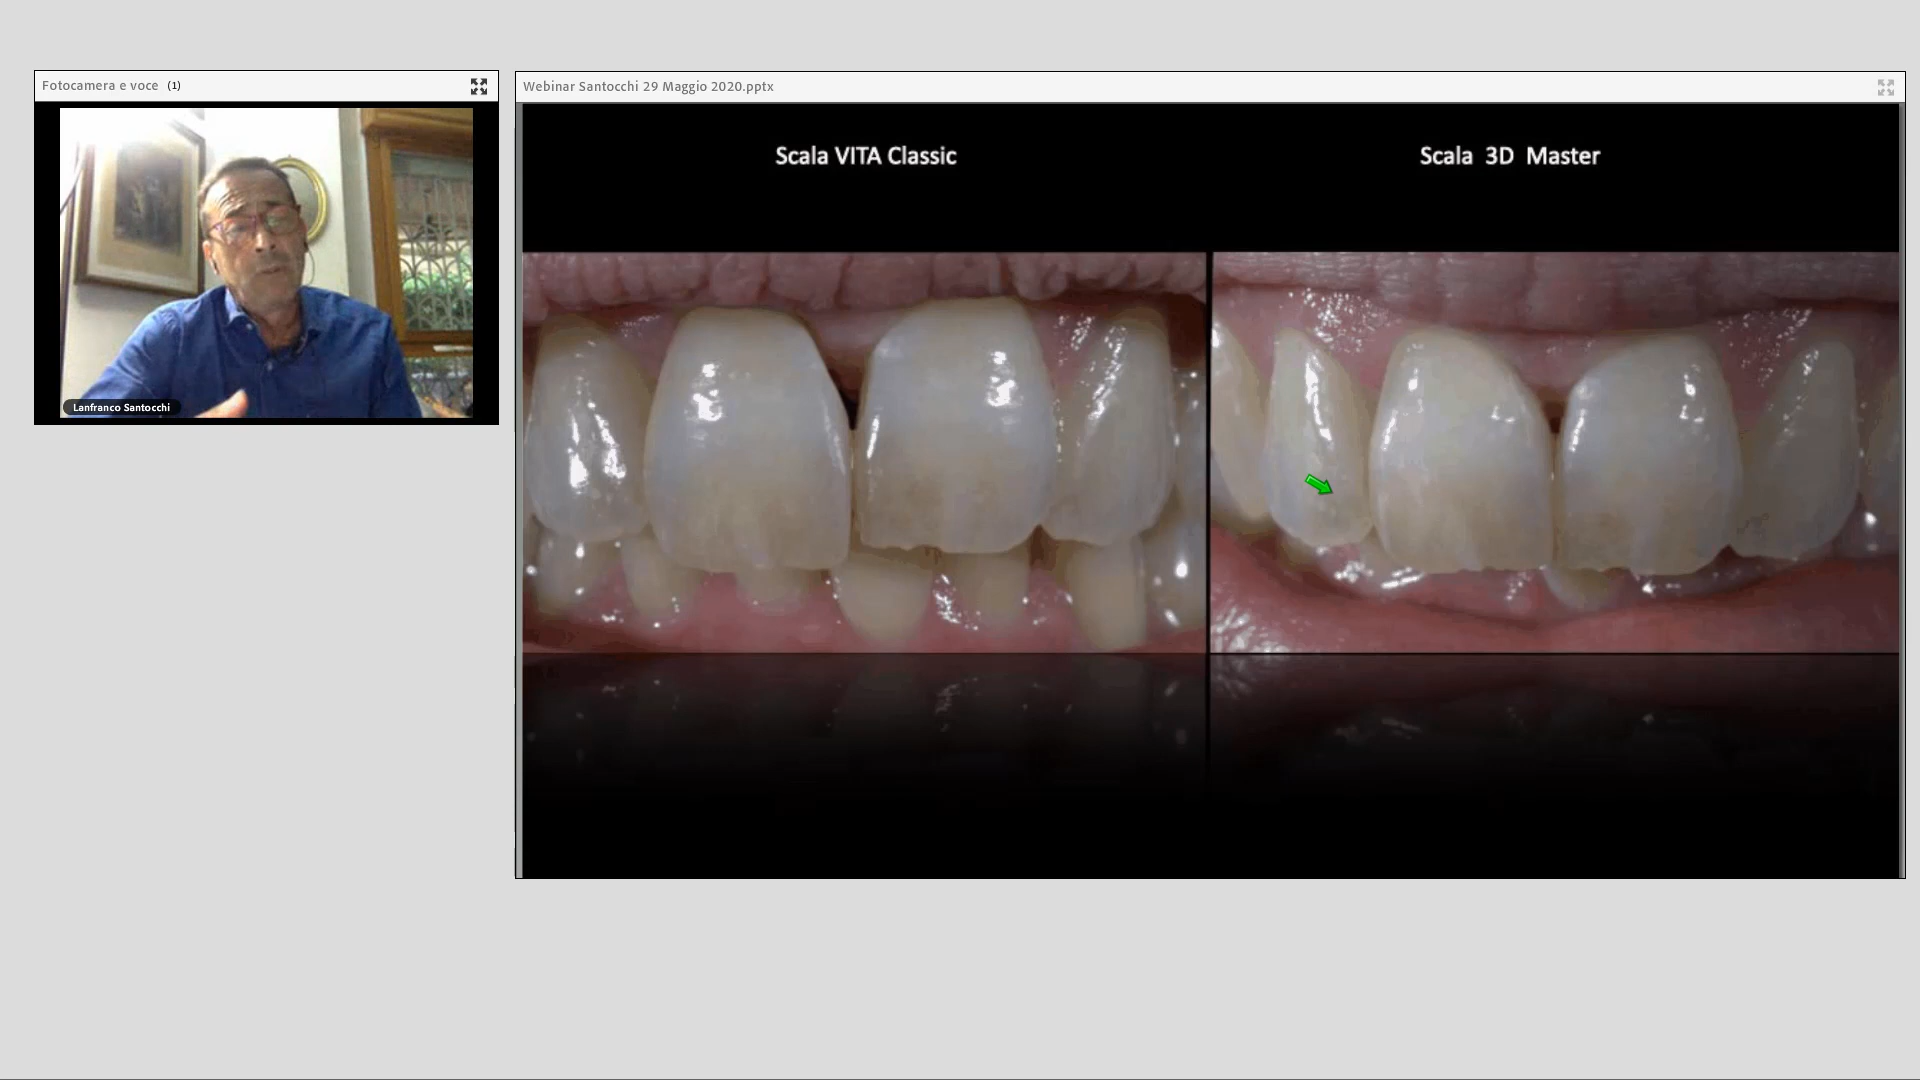 Fotocamera e voce (1)
Lanfranco Santocchi
Webinar Santocchi 29 Maggio 2020.pptx
Scala VITA Classic
Scala 3D Master